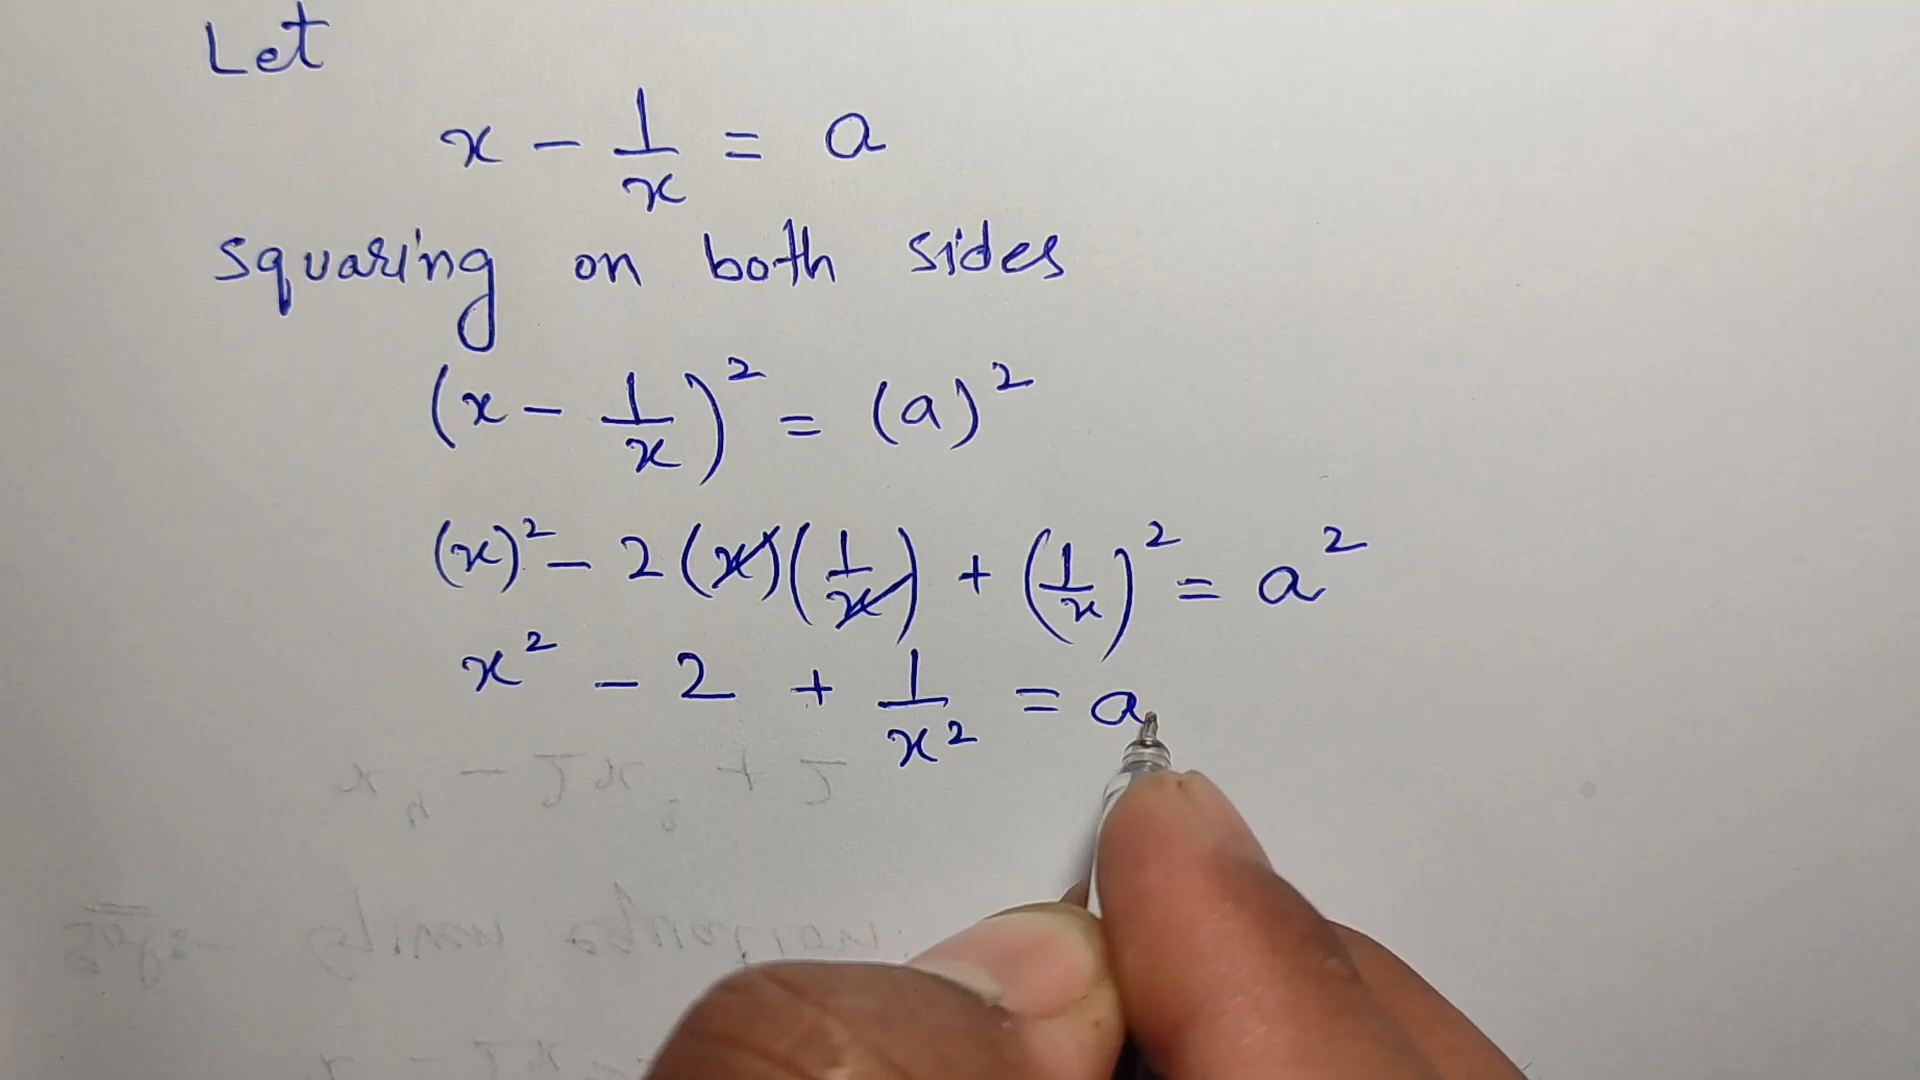 Let
x - 1/x = a
squaring on both sides
(x - 1/x)² = (a)²
(x)² - 2(x)(1/x) + (1/x)² = a²
x² - 2 + 1/x² = a